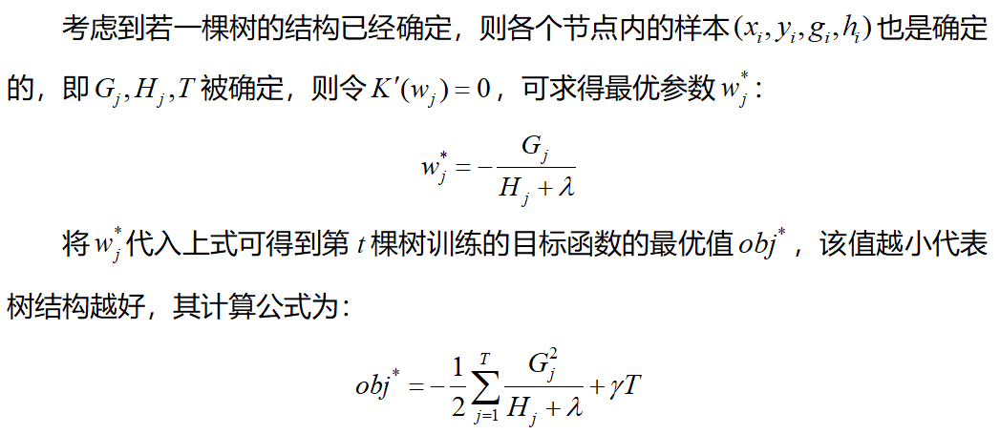 考虑到若一棵树的结构已经确定，则各个节点内的样本 $(x_i, y_i, g_i, h_i)$ 也是确定
的，即 $G_j, H_j, T$ 被确定，则令 $K'(w_j) = 0$，可求得最优参数 $w_j^*$：
$w_j^* = -\frac{G_j}{H_j + \lambda}$
将 $w_j^*$ 代入上式可得到第 $t$ 棵树训练的目标函数的最优值 $obj^*$，该值越小代表
树结构越好，其计算公式为：
$obj^* = -\frac{1}{2}\sum_{j=1}^{T}\frac{G_j^2}{H_j + \lambda} + \gamma T$